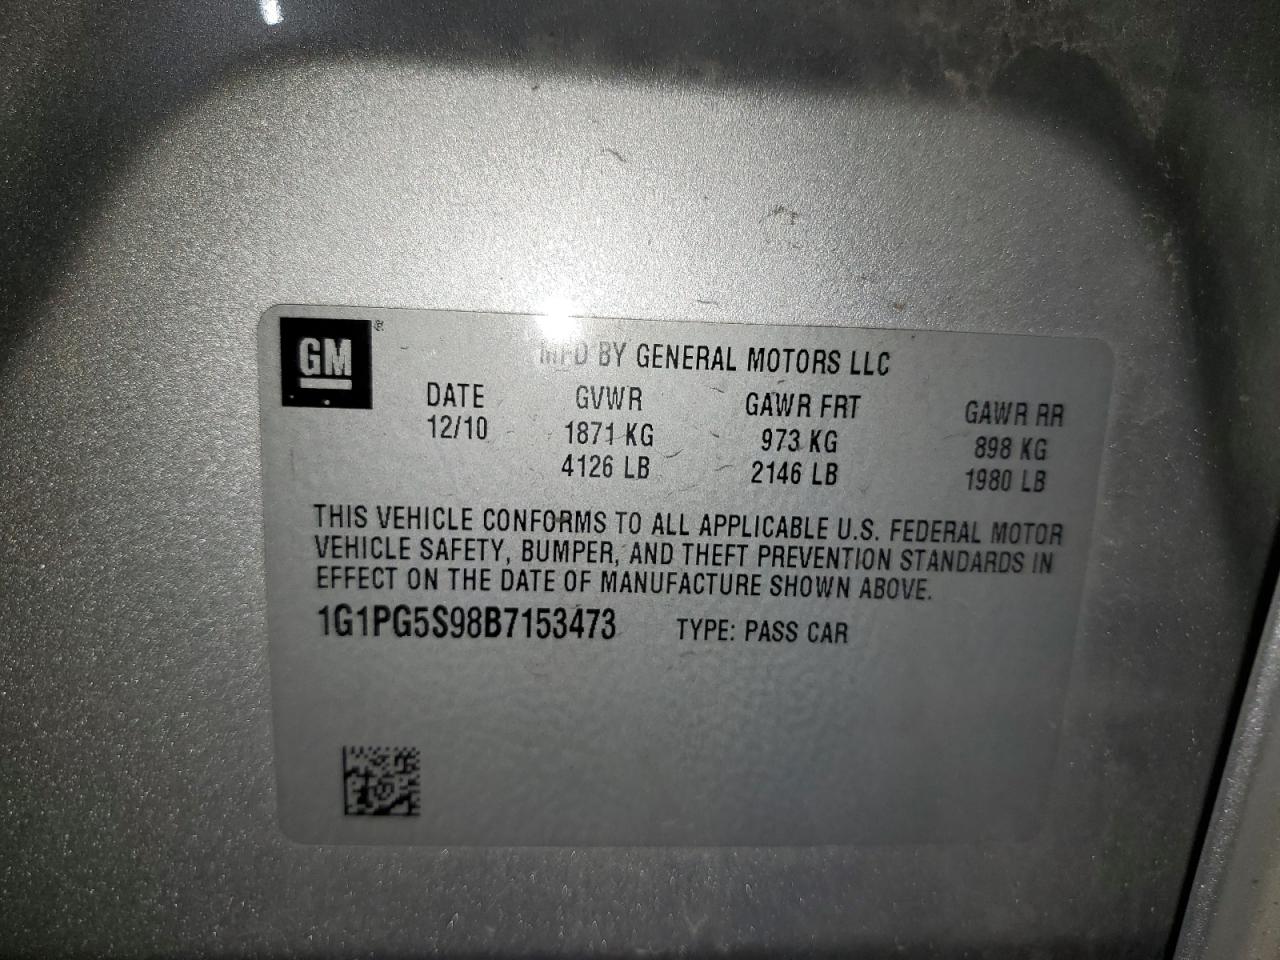 GM ®
MFD BY GENERAL MOTORS LLC
DATE GVWR GAWR FRT GAWR RR
12/10 1871 KG 973 KG 898 KG
4126 LB 2146 LB 1980 LB
THIS VEHICLE CONFORMS TO ALL APPLICABLE U.S. FEDERAL MOTOR
VEHICLE SAFETY, BUMPER, AND THEFT PREVENTION STANDARDS IN
EFFECT ON THE DATE OF MANUFACTURE SHOWN ABOVE.
1G1PG5S98B7153473 TYPE: PASS CAR